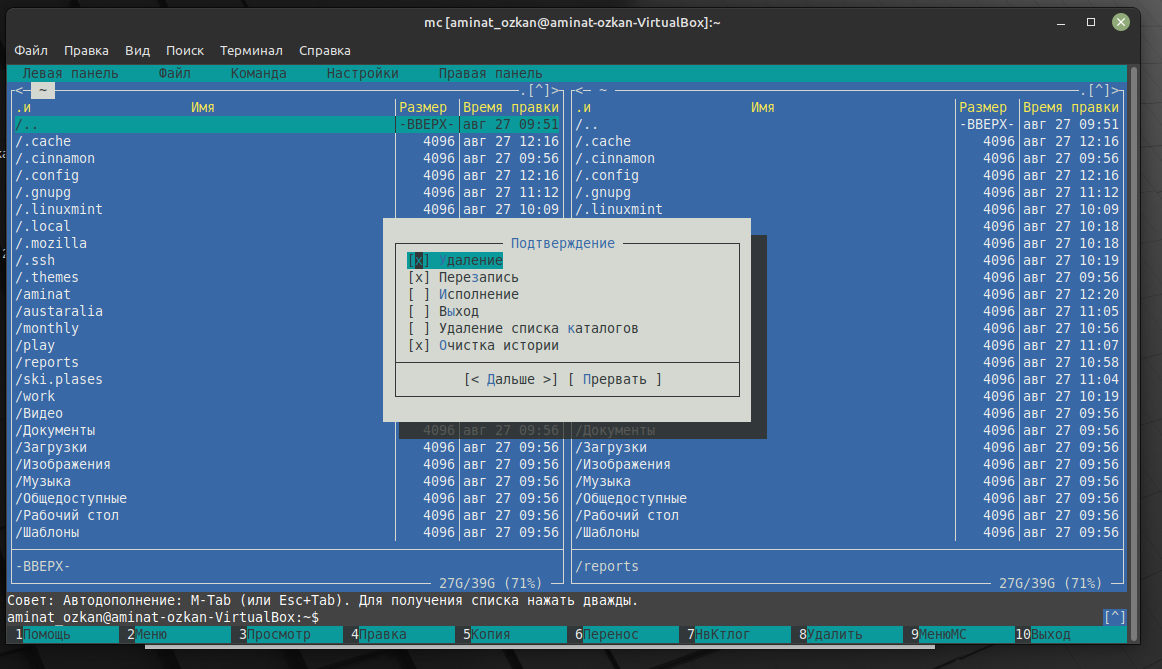 mc [aminat_ozkan@aminat-ozkan-VirtualBox]:~
Файл Правка Вид Поиск Терминал Справка
Левая панель Файл Команда Настройки Правая панель
<─ ~ .[^]> <─ ~ .[^]>
.и Имя Размер Время правки .и Имя Размер Время правки
/.. -ВВЕРХ- авг 27 09:51 /.. -ВВЕРХ- авг 27 09:51
/.cache 4096 авг 27 12:16 /.cache 4096 авг 27 12:16
/.cinnamon 4096 авг 27 09:56 /.cinnamon 4096 авг 27 09:56
/.config 4096 авг 27 12:16 /.config 4096 авг 27 12:16
/.gnupg 4096 авг 27 11:12 /.gnupg 4096 авг 27 11:12
/.linuxmint 4096 авг 27 10:09 /.linuxmint 4096 авг 27 10:09
/.local 4096 авг 27 10:18
/.mozilla Подтверждение 4096 авг 27 10:18
/.ssh [x] Удаление 4096 авг 27 10:19
/.themes [x] Перезапись 4096 авг 27 09:56
/aminat [ ] Исполнение 4096 авг 27 12:20
/australia [ ] Выход 4096 авг 27 11:05
/monthly [ ] Удаление списка каталогов 4096 авг 27 10:56
/play [x] Очистка истории 4096 авг 27 11:07
/reports 4096 авг 27 10:58
/ski.plases [< Дальше >] [ Прервать ] 4096 авг 27 11:04
/work 4096 авг 27 10:19
/Видео 4096 авг 27 09:56
/Документы 4096 авг 27 09:56 /Документы 4096 авг 27 09:56
/Загрузки 4096 авг 27 09:56 /Загрузки 4096 авг 27 09:56
/Изображения 4096 авг 27 09:56 /Изображения 4096 авг 27 09:56
/Музыка 4096 авг 27 09:56 /Музыка 4096 авг 27 09:56
/Общедоступные 4096 авг 27 09:56 /Общедоступные 4096 авг 27 09:56
/Рабочий стол 4096 авг 27 09:56 /Рабочий стол 4096 авг 27 09:56
/Шаблоны 4096 авг 27 09:56 /Шаблоны 4096 авг 27 09:56
-ВВЕРХ- /reports
27G/39G (71%) 27G/39G (71%)
Совет: Автодополнение: M-Tab (или Esc+Tab). Для получения списка нажать дважды.
aminat_ozkan@aminat-ozkan-VirtualBox:~$ [^]
1Помощь 2Меню 3Просмотр 4Правка 5Копия 6Перенос 7НвКтлог 8Удалить 9МенюМС 10Выход